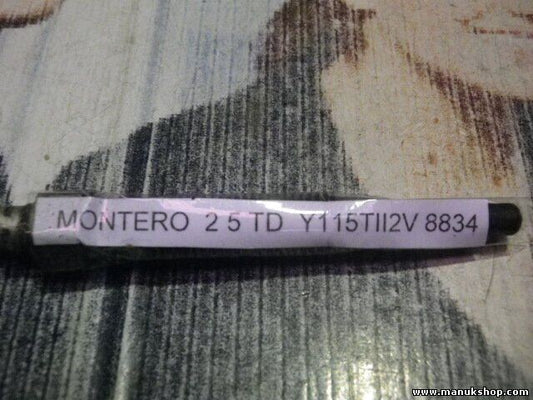 MONTERO 2 5 TD Y115TII2V 8834
www.manukshop.com